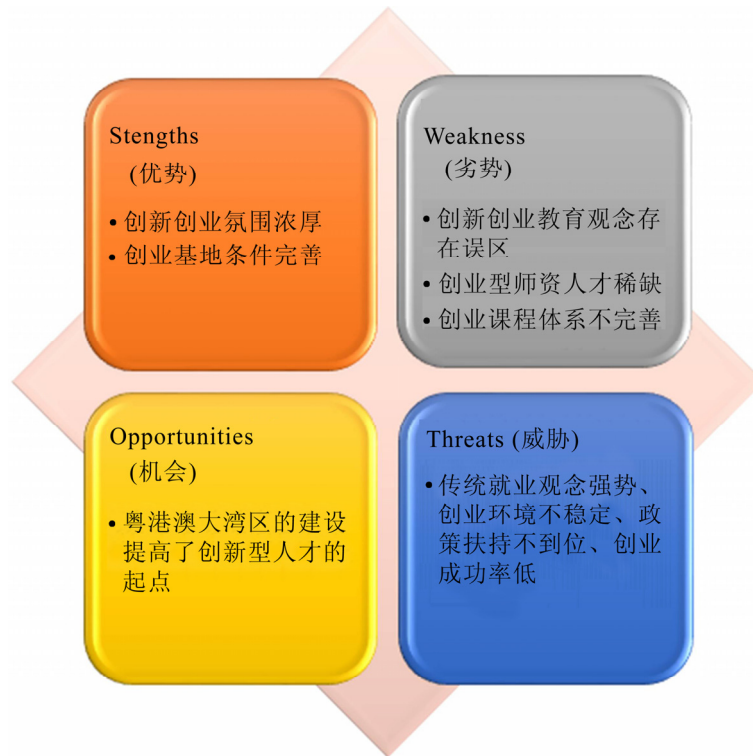 Stengths
(优势)
• 创新创业氛围浓厚
• 创业基地条件完善
Weakness
(劣势)
• 创新创业教育观念存
在误区
• 创业型师资人才稀缺
• 创业课程体系不完善
Opportunities
(机会)
• 粤港澳大湾区的建设
提高了创新型人才的
起点
Threats (威胁)
• 传统就业观念强势、
创业环境不稳定、政
策扶持不到位、创业
成功率低